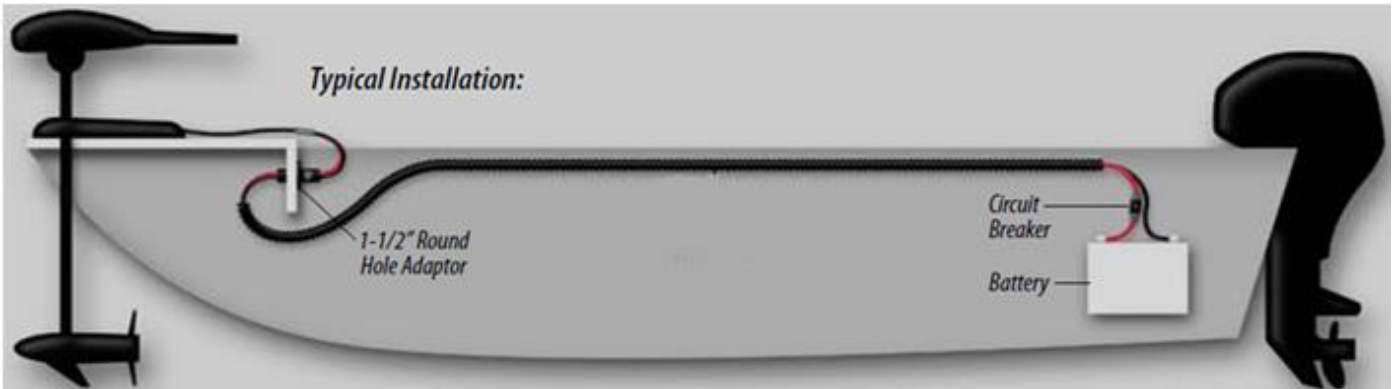 Typical Installation:
1-1/2" Round
Hole Adaptor
Circuit
Breaker
Battery